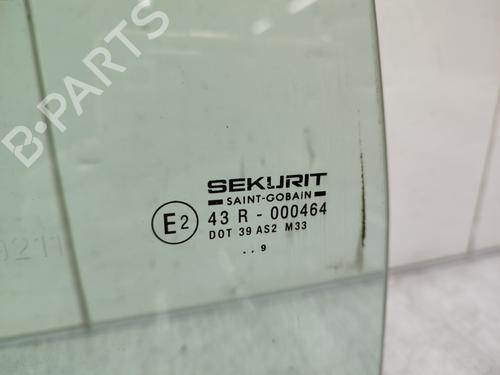 B-PARTS
SEKURIT
SAINT-GOBAIN
E2 43 R - 000464
DOT 39 AS2 M33
.. 9